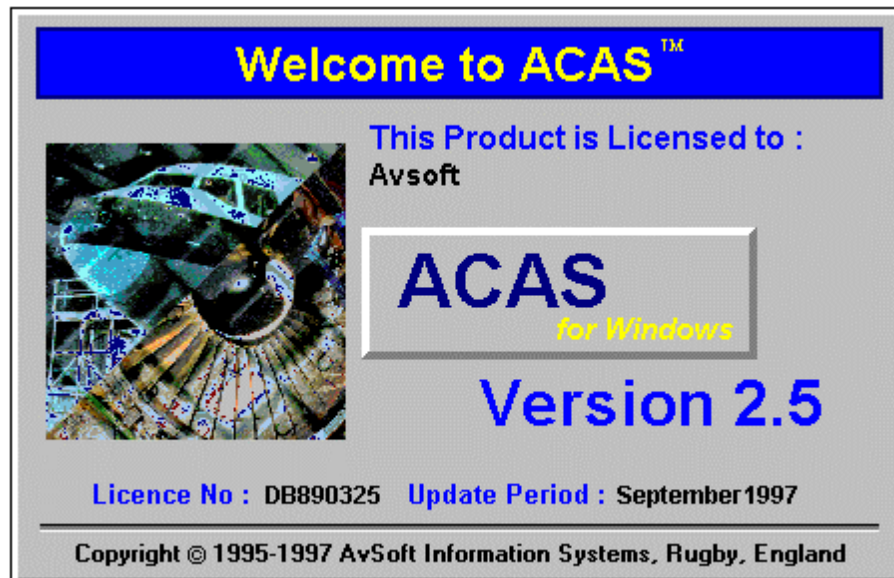 Welcome to ACAS™
This Product is Licensed to :
Avsoft
ACAS
for Windows
Version 2.5
Licence No : DB890325 Update Period : September1997
Copyright © 1995-1997 AvSoft Information Systems, Rugby, England